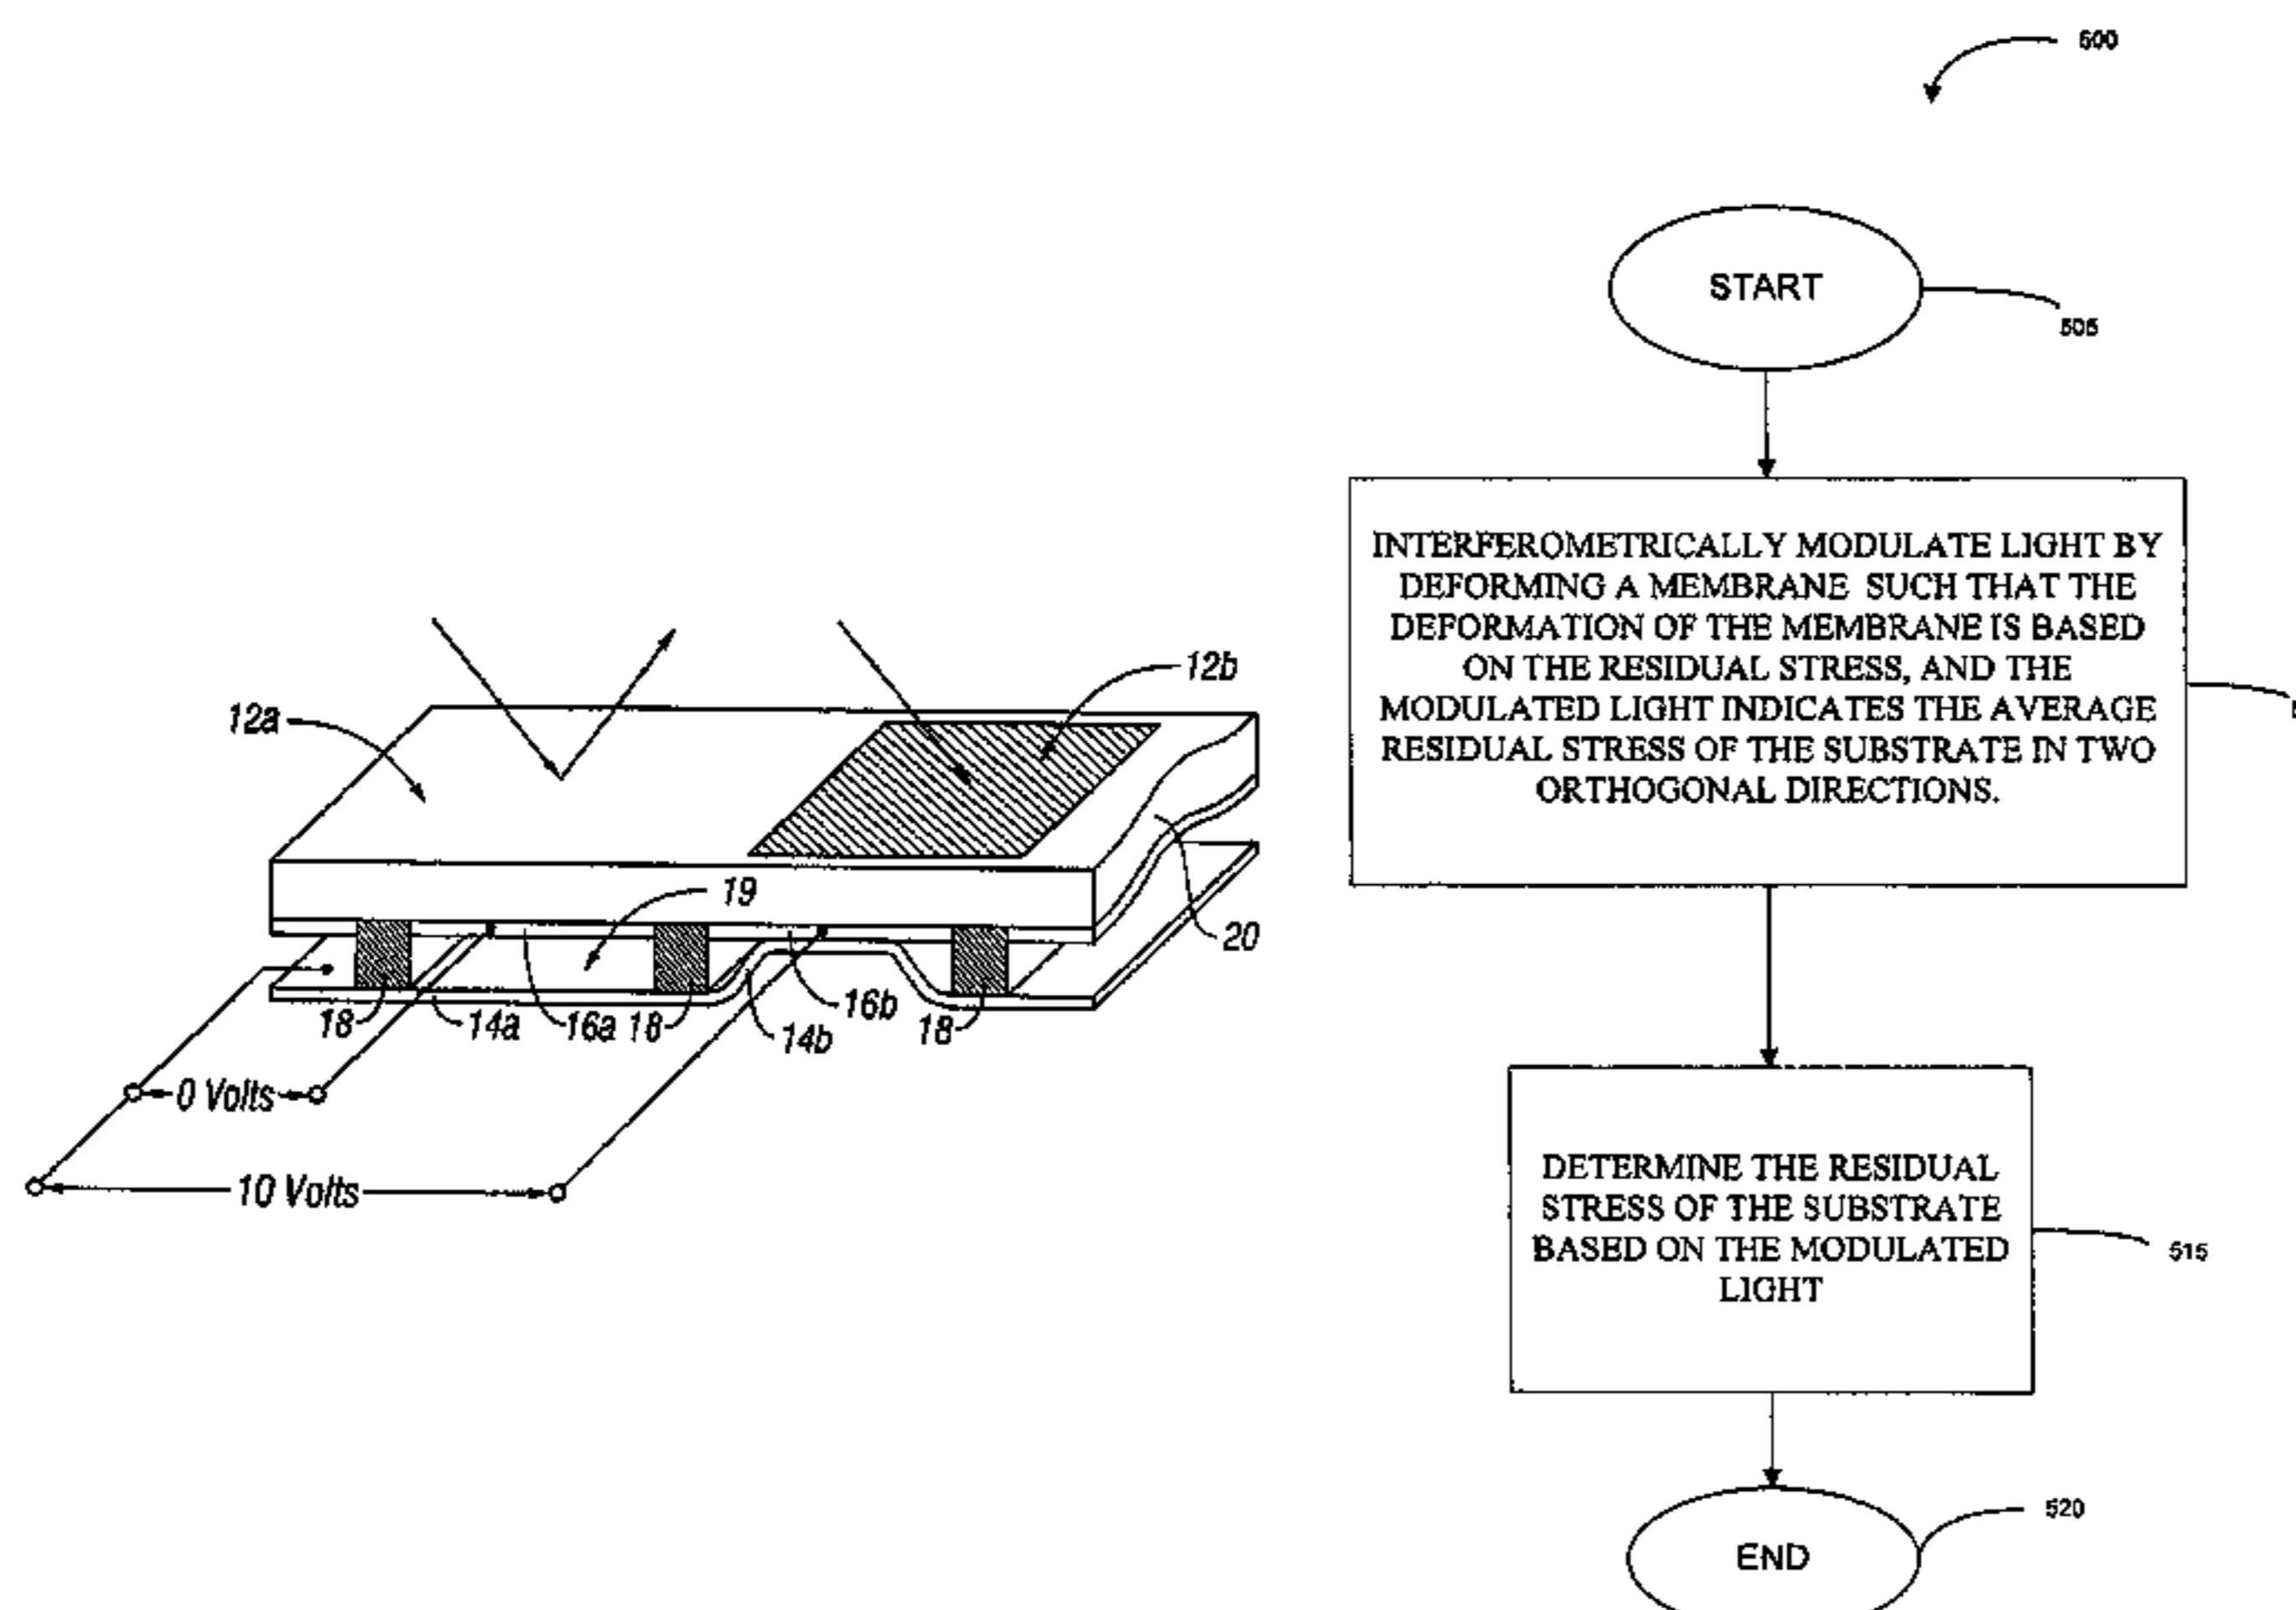 12a
12b
19
20
18
14a
16a
18
14b
16b
18
0 Volts
10 Volts
500
START
505
INTERFEROMETRICALLY MODULATE LIGHT BY
DEFORMING A MEMBRANE SUCH THAT THE
DEFORMATION OF THE MEMBRANE IS BASED
ON THE RESIDUAL STRESS, AND THE
MODULATED LIGHT INDICATES THE AVERAGE
RESIDUAL STRESS OF THE SUBSTRATE IN TWO
ORTHOGONAL DIRECTIONS.
DETERMINE THE RESIDUAL
STRESS OF THE SUBSTRATE
BASED ON THE MODULATED
LIGHT
515
END
520